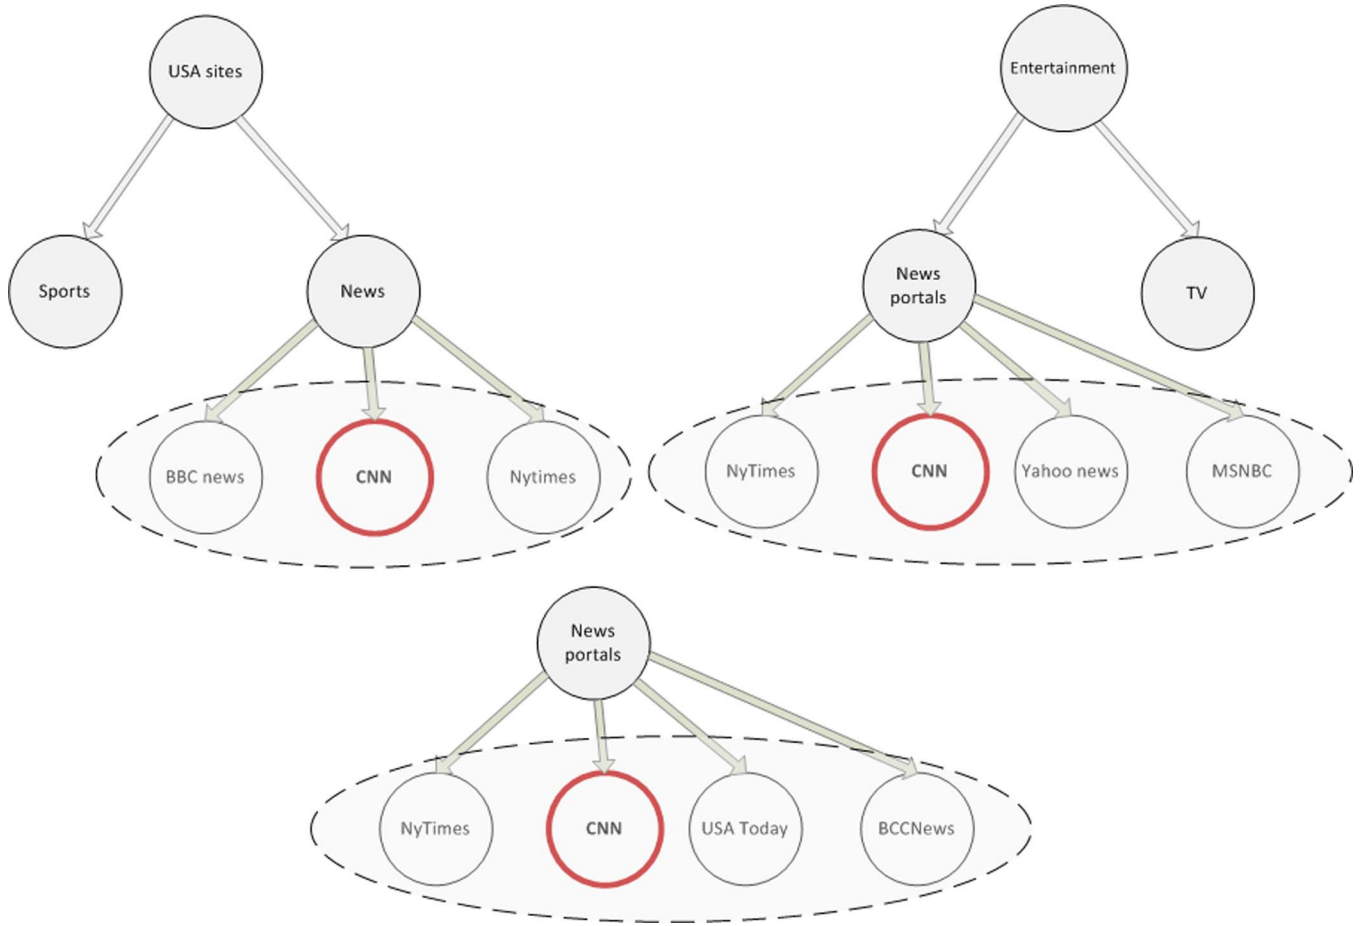 USA sites
Entertainment
Sports
News
News
portals
TV
BBC news
CNN
Nytimes
NyTimes
CNN
Yahoo news
MSNBC
News
portals
NyTimes
CNN
USA Today
BCCNews